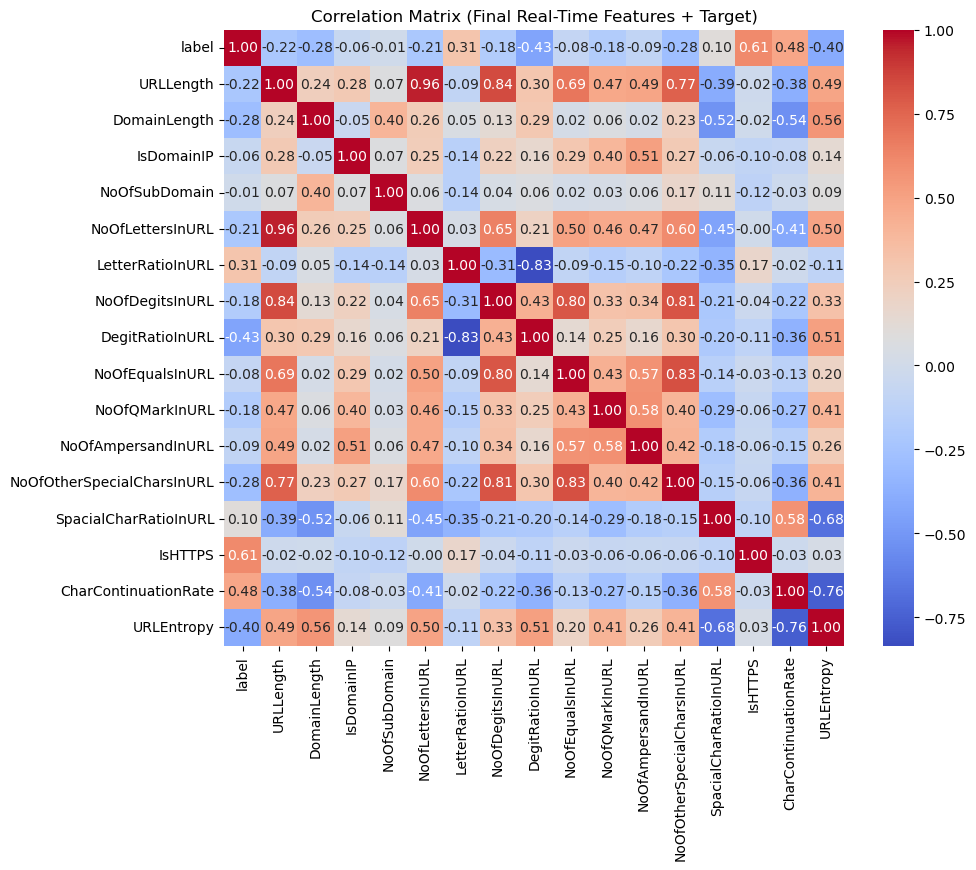 Correlation Matrix (Final Real-Time Features + Target)
label 1.00 -0.22 -0.28 -0.06 -0.01 -0.21 0.31 -0.18 -0.43 -0.08 -0.18 -0.09 -0.28 0.10 0.61 0.48 -0.40
URLLength -0.22 1.00 0.24 0.28 0.07 0.96 -0.09 0.84 0.30 0.69 0.47 0.49 0.77 -0.39 -0.02 -0.38 0.49
DomainLength -0.28 0.24 1.00 -0.05 0.40 0.26 0.05 0.13 0.29 0.02 0.06 0.02 0.23 -0.52 -0.02 -0.54 0.56
IsDomainIP -0.06 0.28 -0.05 1.00 0.07 0.25 -0.14 0.22 0.16 0.29 0.40 0.51 0.27 -0.06 -0.10 -0.08 0.14
NoOfSubDomain -0.01 0.07 0.40 0.07 1.00 0.06 -0.14 0.04 0.06 0.02 0.03 0.06 0.17 0.11 -0.12 -0.03 0.09
NoOfLettersInURL -0.21 0.96 0.26 0.25 0.06 1.00 0.03 0.65 0.21 0.50 0.46 0.47 0.60 -0.45 -0.00 -0.41 0.50
LetterRatioInURL 0.31 -0.09 0.05 -0.14 -0.14 0.03 1.00 -0.31 -0.83 -0.09 -0.15 -0.10 -0.22 -0.35 0.17 -0.02 -0.11
NoOfDegitsInURL -0.18 0.84 0.13 0.22 0.04 0.65 -0.31 1.00 0.43 0.80 0.33 0.34 0.81 -0.21 -0.04 -0.22 0.33
DegitRatioInURL -0.43 0.30 0.29 0.16 0.06 0.21 -0.83 0.43 1.00 0.14 0.25 0.16 0.30 -0.20 -0.11 -0.36 0.51
NoOfEqualsInURL -0.08 0.69 0.02 0.29 0.02 0.50 -0.09 0.80 0.14 1.00 0.43 0.57 0.83 -0.14 -0.03 -0.13 0.20
NoOfQMarkInURL -0.18 0.47 0.06 0.40 0.03 0.46 -0.15 0.33 0.25 0.43 1.00 0.58 0.40 -0.29 -0.06 -0.27 0.41
NoOfAmpersandInURL -0.09 0.49 0.02 0.51 0.06 0.47 -0.10 0.34 0.16 0.57 0.58 1.00 0.42 -0.18 -0.06 -0.15 0.26
NoOfOtherSpecialCharsInURL -0.28 0.77 0.23 0.27 0.17 0.60 -0.22 0.81 0.30 0.83 0.40 0.42 1.00 -0.15 -0.06 -0.36 0.41
SpacialCharRatioInURL 0.10 -0.39 -0.52 -0.06 0.11 -0.45 -0.35 -0.21 -0.20 -0.14 -0.29 -0.18 -0.15 1.00 -0.10 0.58 -0.68
IsHTTPS 0.61 -0.02 -0.02 -0.10 -0.12 -0.00 0.17 -0.04 -0.11 -0.03 -0.06 -0.06 -0.06 -0.10 1.00 -0.03 0.03
CharContinuationRate 0.48 -0.38 -0.54 -0.08 -0.03 -0.41 -0.02 -0.22 -0.36 -0.13 -0.27 -0.15 -0.36 0.58 -0.03 1.00 -0.76
URLEntropy -0.40 0.49 0.56 0.14 0.09 0.50 -0.11 0.33 0.51 0.20 0.41 0.26 0.41 -0.68 0.03 -0.76 1.00
label
URLLength
DomainLength
IsDomainIP
NoOfSubDomain
NoOfLettersInURL
LetterRatioInURL
NoOfDegitsInURL
DegitRatioInURL
NoOfEqualsInURL
NoOfQMarkInURL
NoOfAmpersandInURL
NoOfOtherSpecialCharsInURL
SpacialCharRatioInURL
IsHTTPS
CharContinuationRate
URLEntropy
1.00
0.75
0.50
0.25
0.00
−0.25
−0.50
−0.75